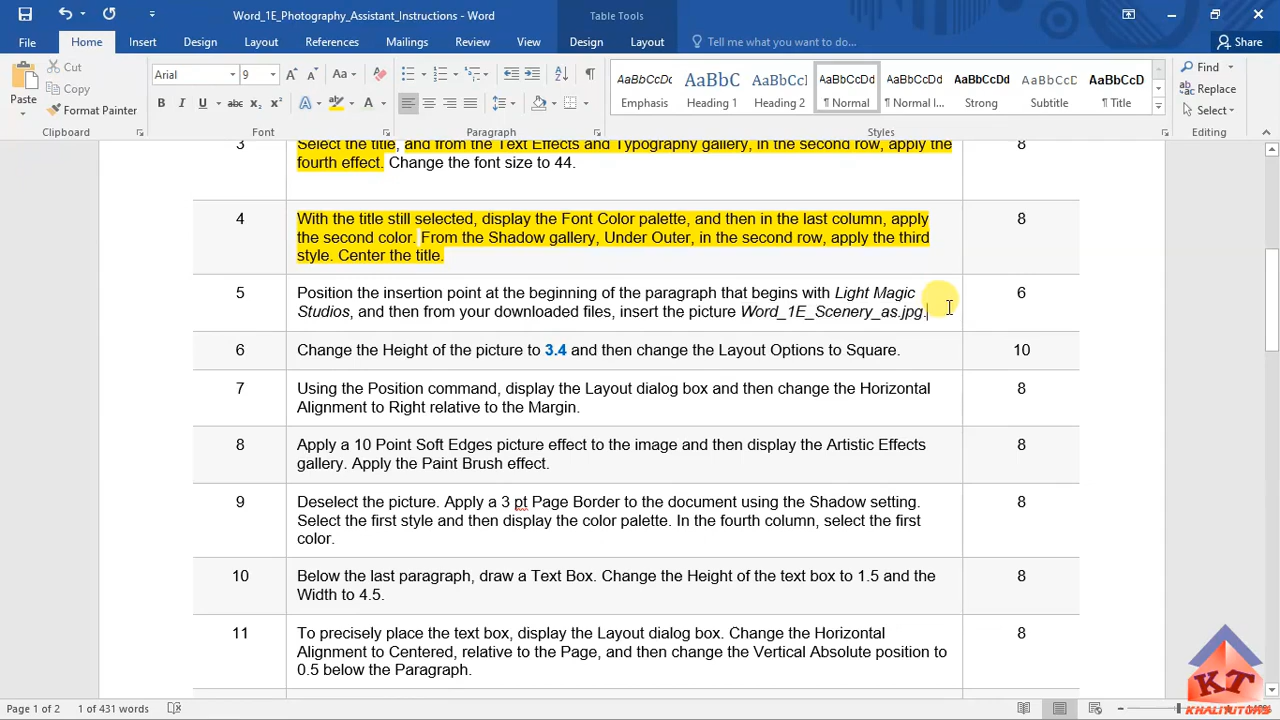 Word_1E_Photography_Assistant_Instructions - Word
Table Tools
File Home Insert Design Layout References Mailings Review View Design Layout Tell me what you want to do... Share
Cut
Copy
Format Painter
Paste
Clipboard
Arial 9
Font
Paragraph
AaBbCcDc AaBbC AaBbCcI AaBbCcDd AaBbCcDd AaBbCcDd AaBbCcDd AaBbCcD
Emphasis Heading 1 Heading 2 ¶ Normal ¶ Normal I... Strong Subtitle ¶ Title
Styles
Find
Replace
Select
Editing
3 Select the title, and from the Text Effects and Typography gallery, in the second row, apply the 8
fourth effect. Change the font size to 44.
4 With the title still selected, display the Font Color palette, and then in the last column, apply 8
the second color. From the Shadow gallery, Under Outer, in the second row, apply the third
style. Center the title.
5 Position the insertion point at the beginning of the paragraph that begins with Light Magic 6
Studios, and then from your downloaded files, insert the picture Word_1E_Scenery_as.jpg.
6 Change the Height of the picture to 3.4 and then change the Layout Options to Square. 10
7 Using the Position command, display the Layout dialog box and then change the Horizontal 8
Alignment to Right relative to the Margin.
8 Apply a 10 Point Soft Edges picture effect to the image and then display the Artistic Effects 8
gallery. Apply the Paint Brush effect.
9 Deselect the picture. Apply a 3 pt Page Border to the document using the Shadow setting. 8
Select the first style and then display the color palette. In the fourth column, select the first
color.
10 Below the last paragraph, draw a Text Box. Change the Height of the text box to 1.5 and the 8
Width to 4.5.
11 To precisely place the text box, display the Layout dialog box. Change the Horizontal 8
Alignment to Centered, relative to the Page, and then change the Vertical Absolute position to
0.5 below the Paragraph.
KT
KHALITUTORS
Page 1 of 2 1 of 431 words